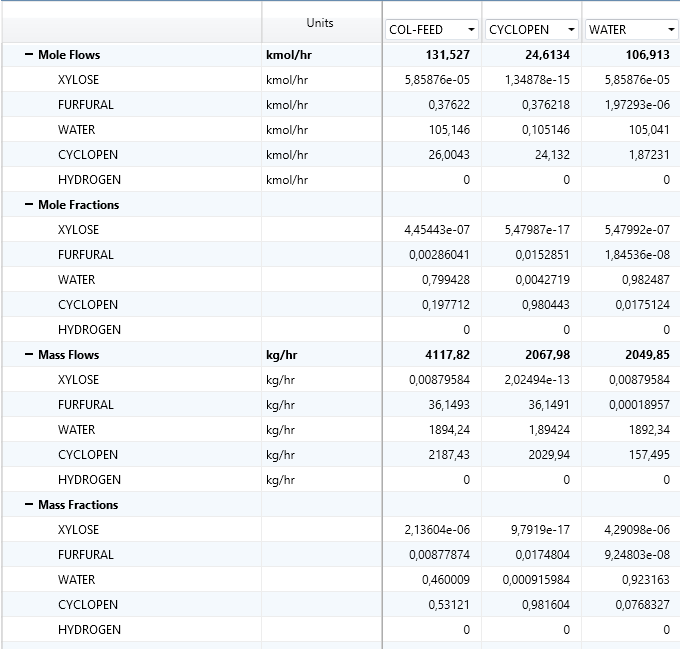 Units
COL-FEED CYCLOPEN WATER
− Mole Flows kmol/hr 131,527 24,6134 106,913
XYLOSE kmol/hr 5,85876e-05 1,34878e-15 5,85876e-05
FURFURAL kmol/hr 0,37622 0,376218 1,97293e-06
WATER kmol/hr 105,146 0,105146 105,041
CYCLOPEN kmol/hr 26,0043 24,132 1,87231
HYDROGEN kmol/hr 0 0 0
− Mole Fractions
XYLOSE 4,45443e-07 5,47987e-17 5,47992e-07
FURFURAL 0,00286041 0,0152851 1,84536e-08
WATER 0,799428 0,0042719 0,982487
CYCLOPEN 0,197712 0,980443 0,0175124
HYDROGEN 0 0 0
− Mass Flows kg/hr 4117,82 2067,98 2049,85
XYLOSE kg/hr 0,00879584 2,02494e-13 0,00879584
FURFURAL kg/hr 36,1493 36,1491 0,00018957
WATER kg/hr 1894,24 1,89424 1892,34
CYCLOPEN kg/hr 2187,43 2029,94 157,495
HYDROGEN kg/hr 0 0 0
− Mass Fractions
XYLOSE 2,13604e-06 9,7919e-17 4,29098e-06
FURFURAL 0,00877874 0,0174804 9,24803e-08
WATER 0,460009 0,000915984 0,923163
CYCLOPEN 0,53121 0,981604 0,0768327
HYDROGEN 0 0 0